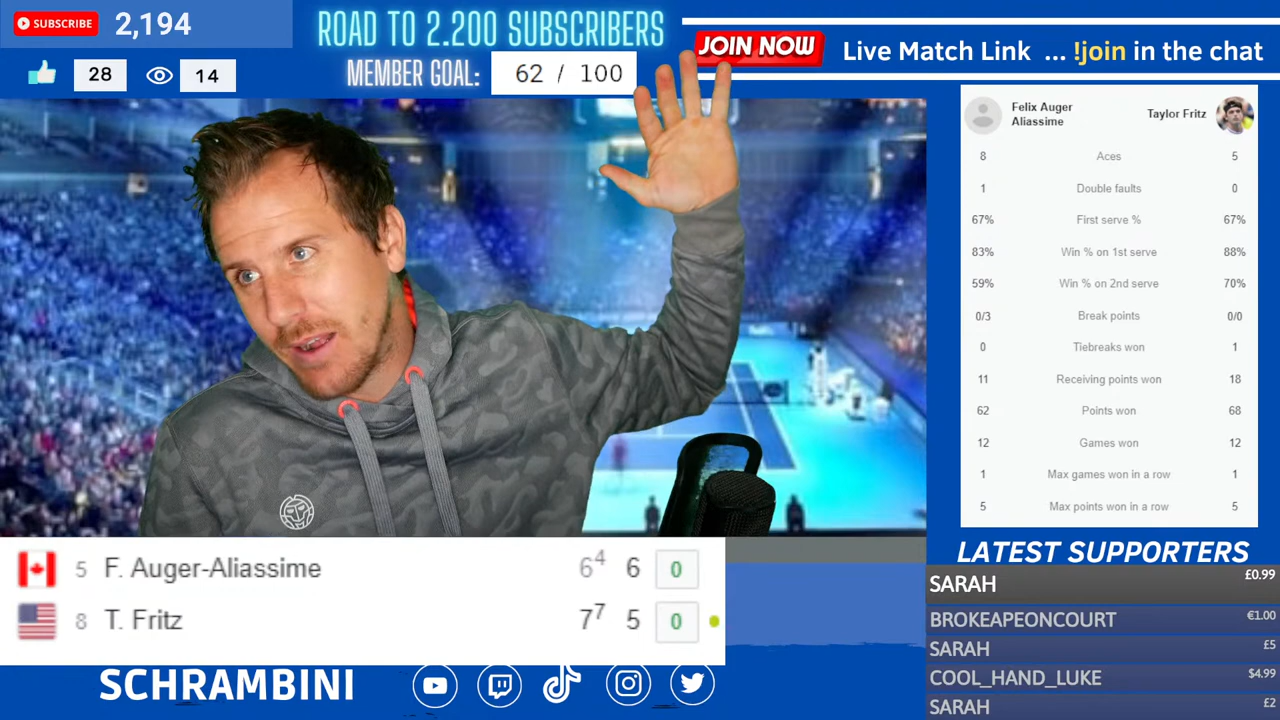 SUBSCRIBE 2,194
ROAD TO 2.200 SUBSCRIBERS
28 14
MEMBER GOAL: 62 / 100
JOIN NOW
Live Match Link ... !join in the chat
Felix Auger Aliassime
Taylor Fritz
8 Aces 5
1 Double faults 0
67% First serve % 67%
83% Win % on 1st serve 88%
59% Win % on 2nd serve 70%
0/3 Break points 0/0
0 Tiebreaks won 1
11 Receiving points won 18
62 Points won 68
12 Games won 12
1 Max games won in a row 1
5 Max points won in a row 5
5 F. Auger-Aliassime 6⁴ 6 0
8 T. Fritz 7⁷ 5 0
SCHRAMBINI
LATEST SUPPORTERS
SARAH £0.99
BROKEAPEONCOURT €1.00
SARAH £5
COOL_HAND_LUKE $4.99
SARAH £2